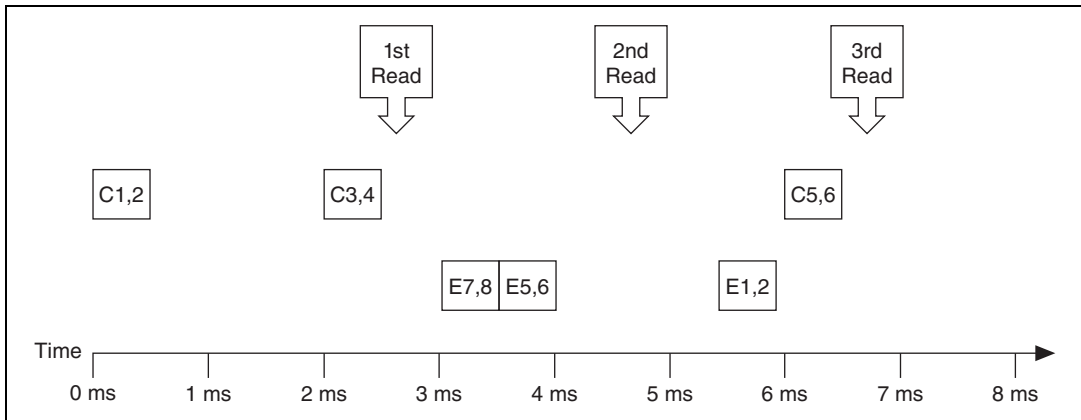 1st
Read
2nd
Read
3rd
Read
C1,2
C3,4
C5,6
E7,8
E5,6
E1,2
Time
0 ms
1 ms
2 ms
3 ms
4 ms
5 ms
6 ms
7 ms
8 ms